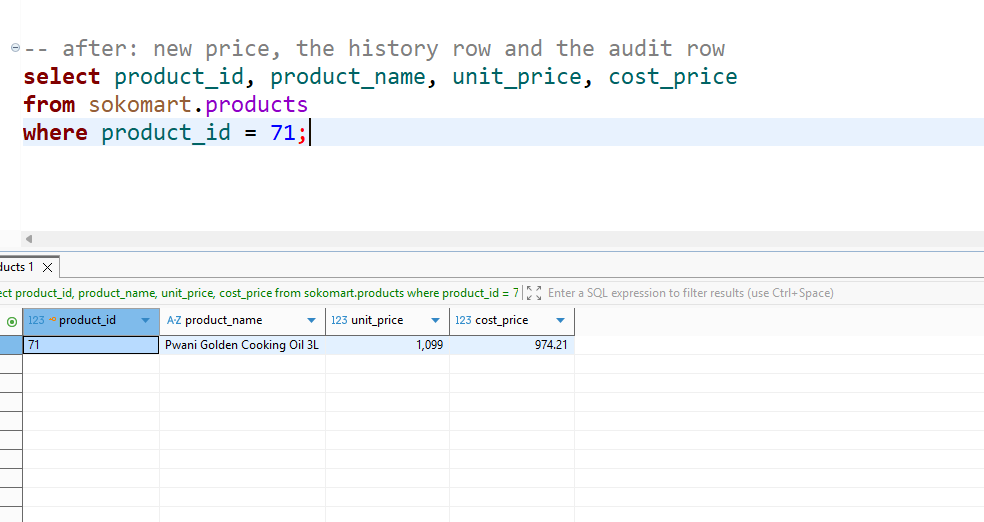 -- after: new price, the history row and the audit row
select product_id, product_name, unit_price, cost_price
from sokomart.products
where product_id = 71;
ducts 1
ect product_id, product_name, unit_price, cost_price from sokomart.products where product_id = 7 Enter a SQL expression to filter results (use Ctrl+Space)
123 product_id A-Z product_name 123 unit_price 123 cost_price
71 Pwani Golden Cooking Oil 3L 1,099 974.21